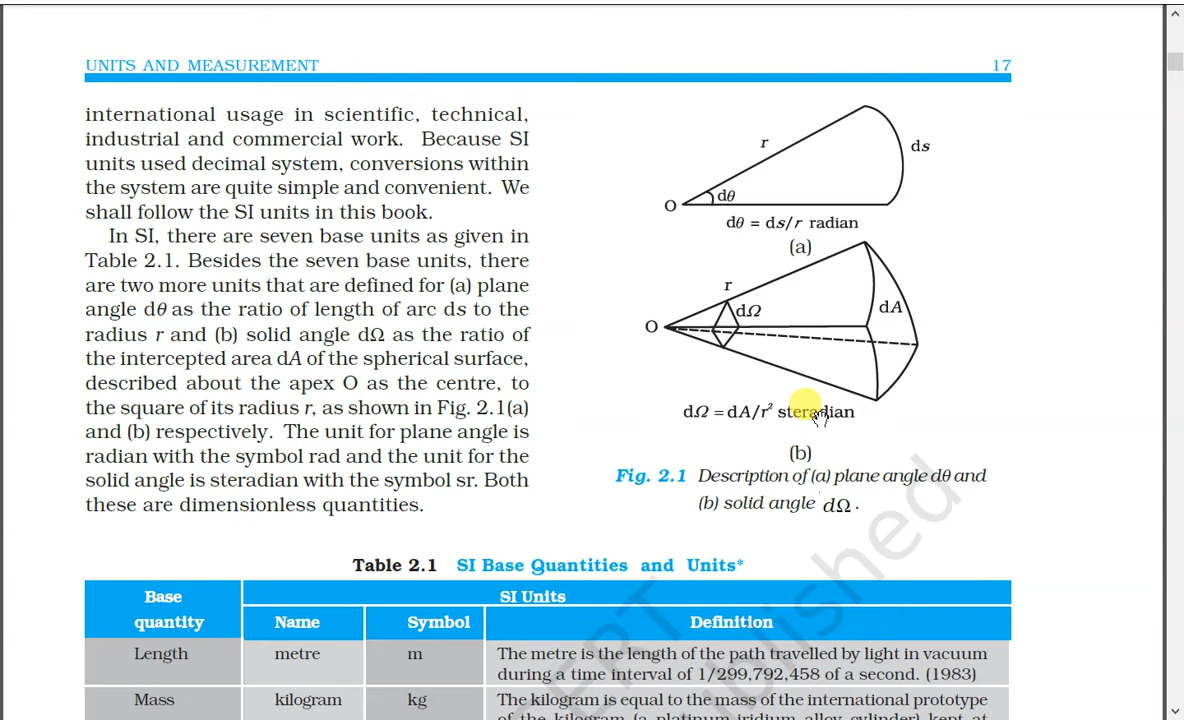 UNITS AND MEASUREMENT 17
international usage in scientific, technical,
industrial and commercial work. Because SI
units used decimal system, conversions within
the system are quite simple and convenient. We
shall follow the SI units in this book.
In SI, there are seven base units as given in
Table 2.1. Besides the seven base units, there
are two more units that are defined for (a) plane
angle dθ as the ratio of length of arc ds to the
radius r and (b) solid angle dΩ as the ratio of
the intercepted area dA of the spherical surface,
described about the apex O as the centre, to
the square of its radius r, as shown in Fig. 2.1(a)
and (b) respectively. The unit for plane angle is
radian with the symbol rad and the unit for the
solid angle is steradian with the symbol sr. Both
these are dimensionless quantities.
r
ds
dθ
O
dθ = ds/r radian
(a)
r
dΩ
dA
O
dΩ = dA/r² steradian
(b)
Fig. 2.1 Description of (a) plane angle dθ and
(b) solid angle dΩ .
Table 2.1 SI Base Quantities and Units*
Base SI Units
quantity Name Symbol Definition
Length metre m The metre is the length of the path travelled by light in vacuum
during a time interval of 1/299,792,458 of a second. (1983)
Mass kilogram kg The kilogram is equal to the mass of the international prototype
of the kilogram (a platinum-iridium alloy cylinder) kept at